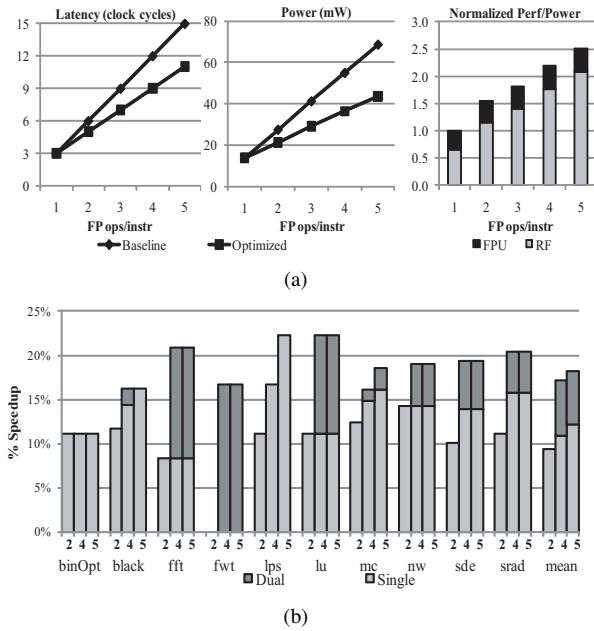 Latency (clock cycles)
15
12
9
6
3
0
1 2 3 4 5
FP ops/instr
Power (mW)
80
60
40
20
0
1 2 3 4 5
FP ops/instr
Baseline Optimized
Normalized Perf/Power
3.0
2.5
2.0
1.5
1.0
0.5
0.0
1 2 3 4 5
FP ops/instr
FPU RF
(a)
% Speedup
25%
20%
15%
10%
5%
0%
2 4 5 2 4 5 2 4 5 2 4 5 2 4 5 2 4 5 2 4 5 2 4 5 2 4 5 2 4 5 2 4 5
binOpt black fft fwt lps lu mc nw sde srad mean
Dual Single
(b)